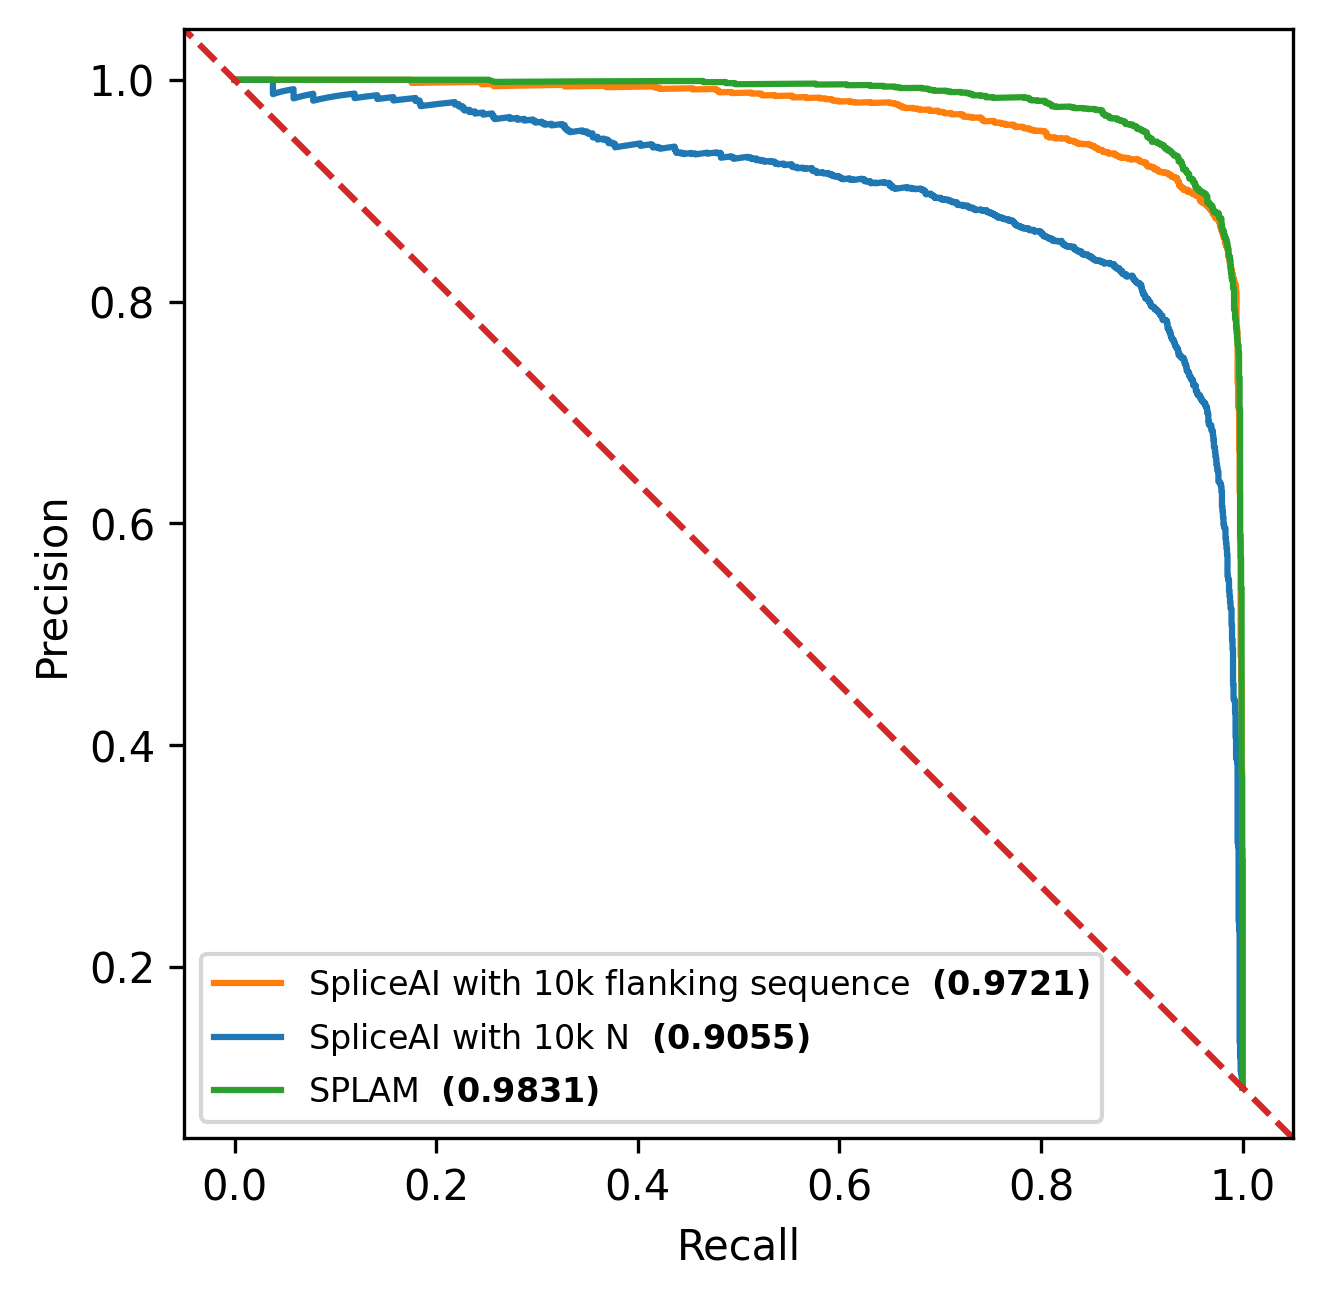 1.0
0.8
0.6
0.4
0.2
Precision
SpliceAI with 10k flanking sequence (0.9721)
SpliceAI with 10k N (0.9055)
SPLAM (0.9831)
0.0 0.2 0.4 0.6 0.8 1.0
Recall